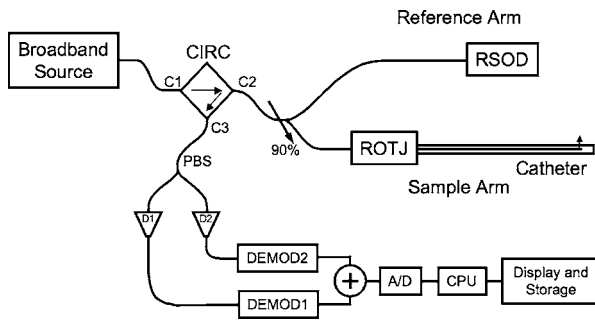 Reference Arm
Broadband
Source
CIRC
RSOD
C1
C2
C3
90%
ROTJ
PBS
Catheter
Sample Arm
D1
D2
DEMOD2
+
A/D
CPU
Display and
Storage
DEMOD1